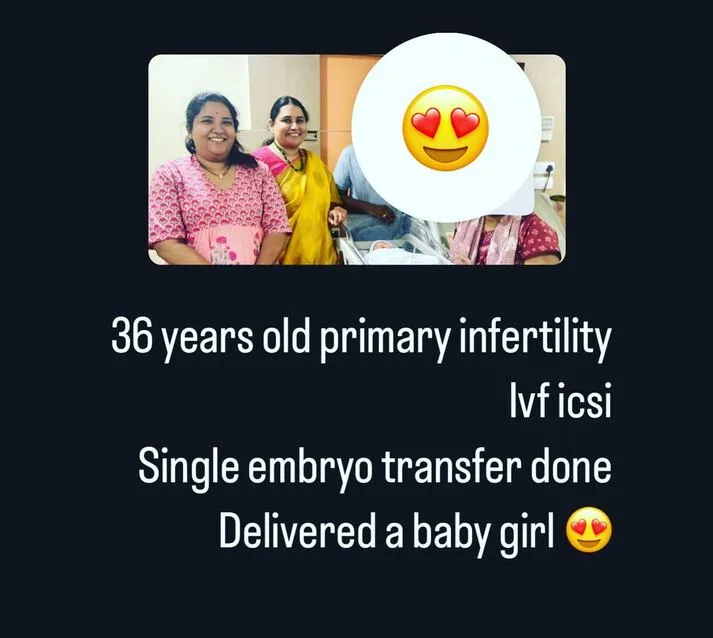 36 years old primary infertility
Ivf icsi
Single embryo transfer done
Delivered a baby girl 😍